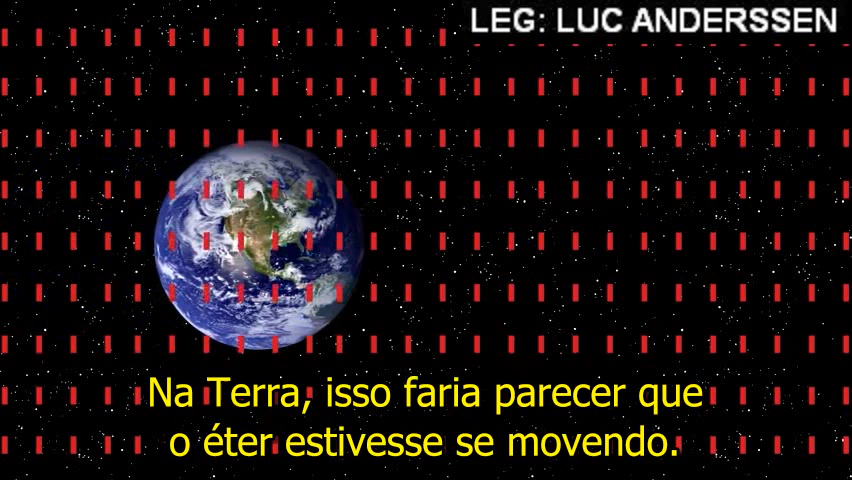 LEG: LUC ANDERSSEN
Na Terra, isso faria parecer que
o éter estivesse se movendo.